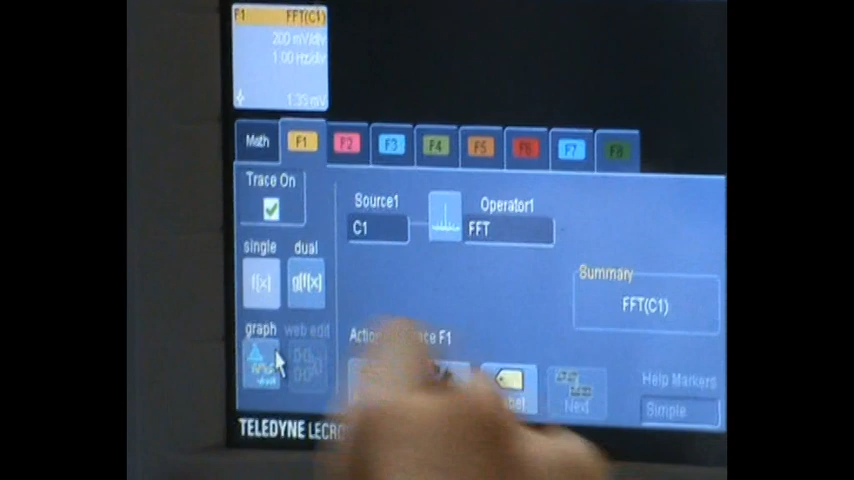 F1 FFT(C1)
200 mV/div
1.00 Hz/div
1.35 mV
Math F1 F2 F3 F4 F5 F6 F7 F8
Trace On
Source1 Operator1
C1 FFT
single dual
f(x) g(f(x))
Summary
FFT(C1)
graph web edit
Help Markers
Simple
Next
TELEDYNE LECR